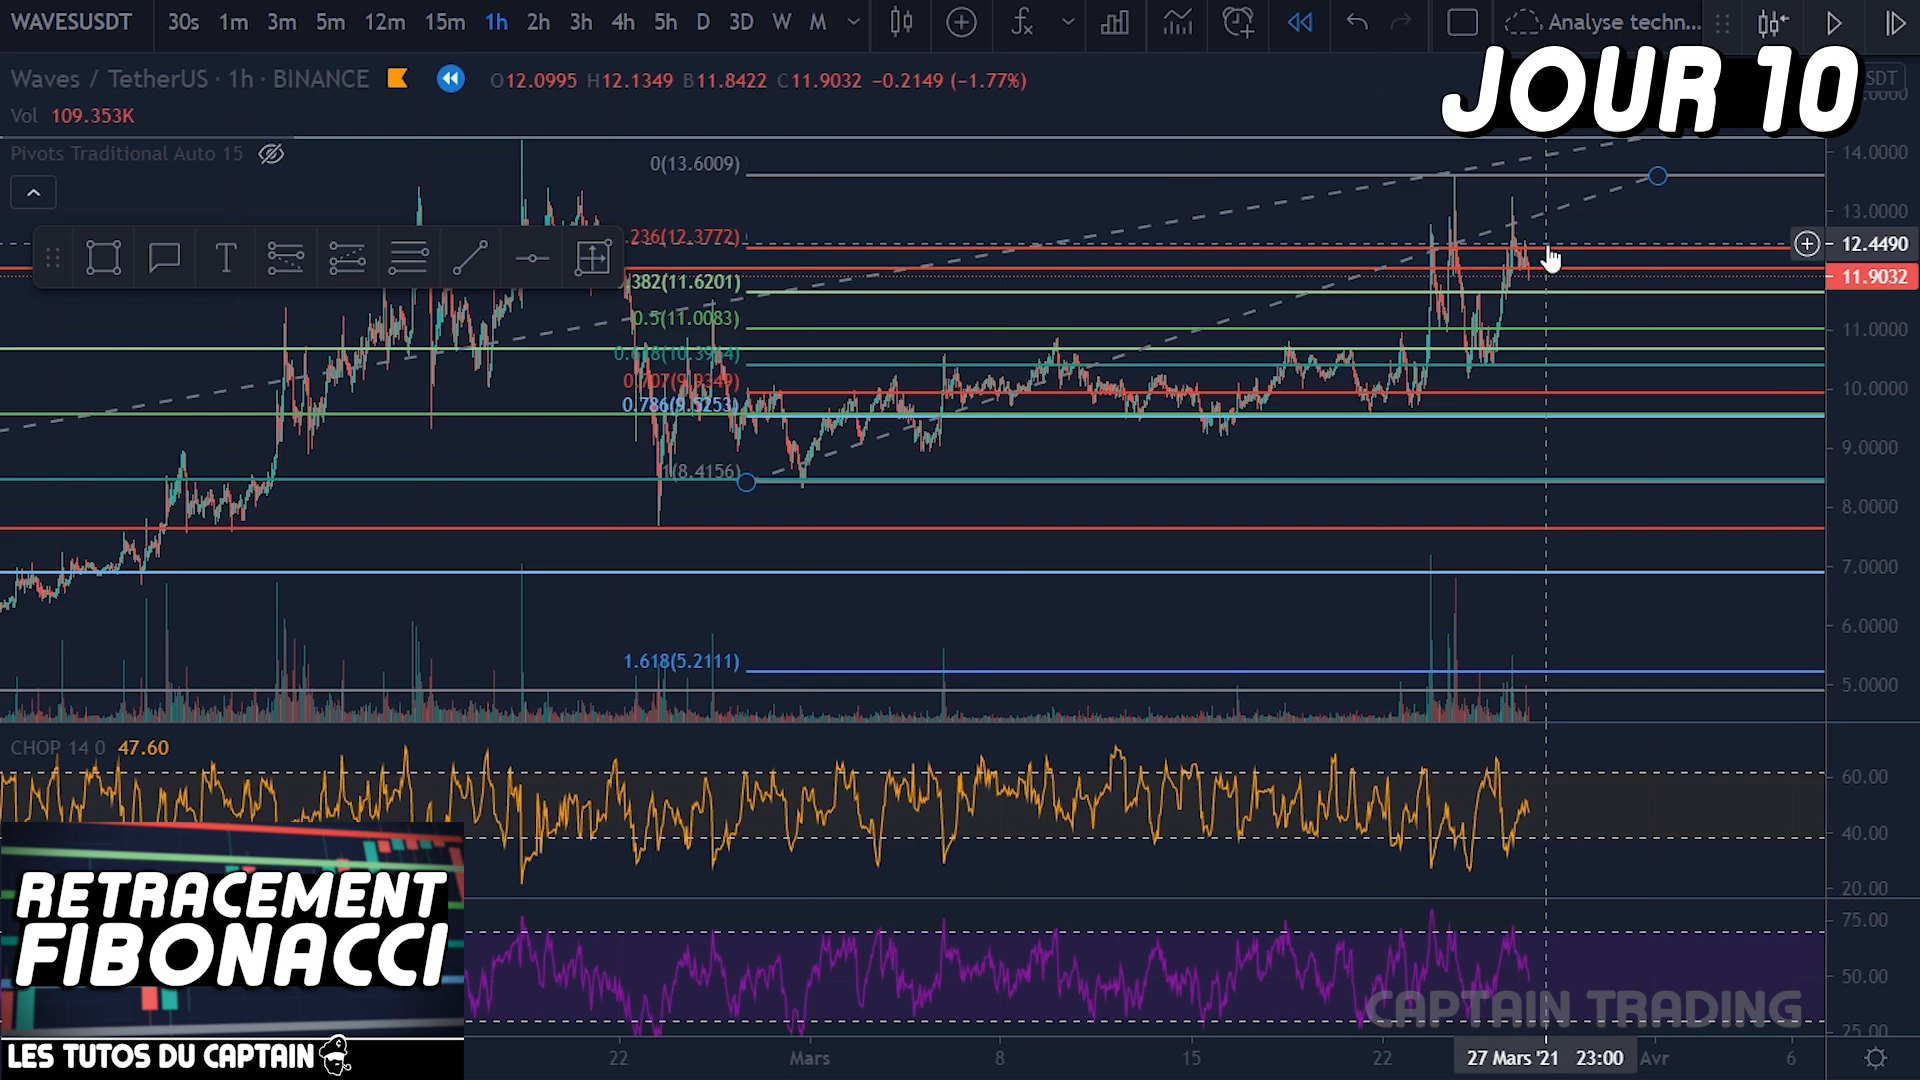 WAVESUSDT 30s 1m 3m 5m 12m 15m 1h 2h 3h 4h 5h D 3D W M Analyse techn...
JOUR 10
Waves / TetherUS · 1h · BINANCE O12.0995 H12.1349 B11.8422 C11.9032 −0.2149 (−1.77%)
Vol 109.353K
Pivots Traditional Auto 15
0(13.6009)
.236(12.3772)
.382(11.6201)
0.5(11.0083)
0.786(9.5253)
1(8.4156)
1.618(5.2111)
14.0000
13.0000
12.4490
11.9032
11.0000
10.0000
9.0000
8.0000
7.0000
6.0000
5.0000
CHOP 14 0 47.60
60.00
40.00
20.00
75.00
50.00
25.00
RETRACEMENT
FIBONACCI
LES TUTOS DU CAPTAIN
CAPTAIN TRADING
22 Mars 8 15 22 27 Mars '21 23:00 Avr 6